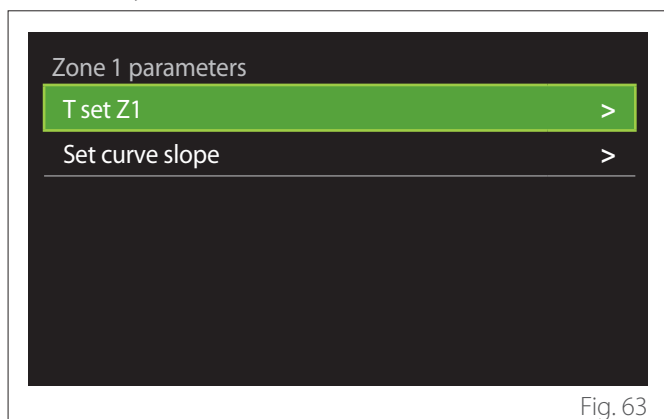 Zone 1 parameters
T set Z1 >
Set curve slope >
Fig. 63